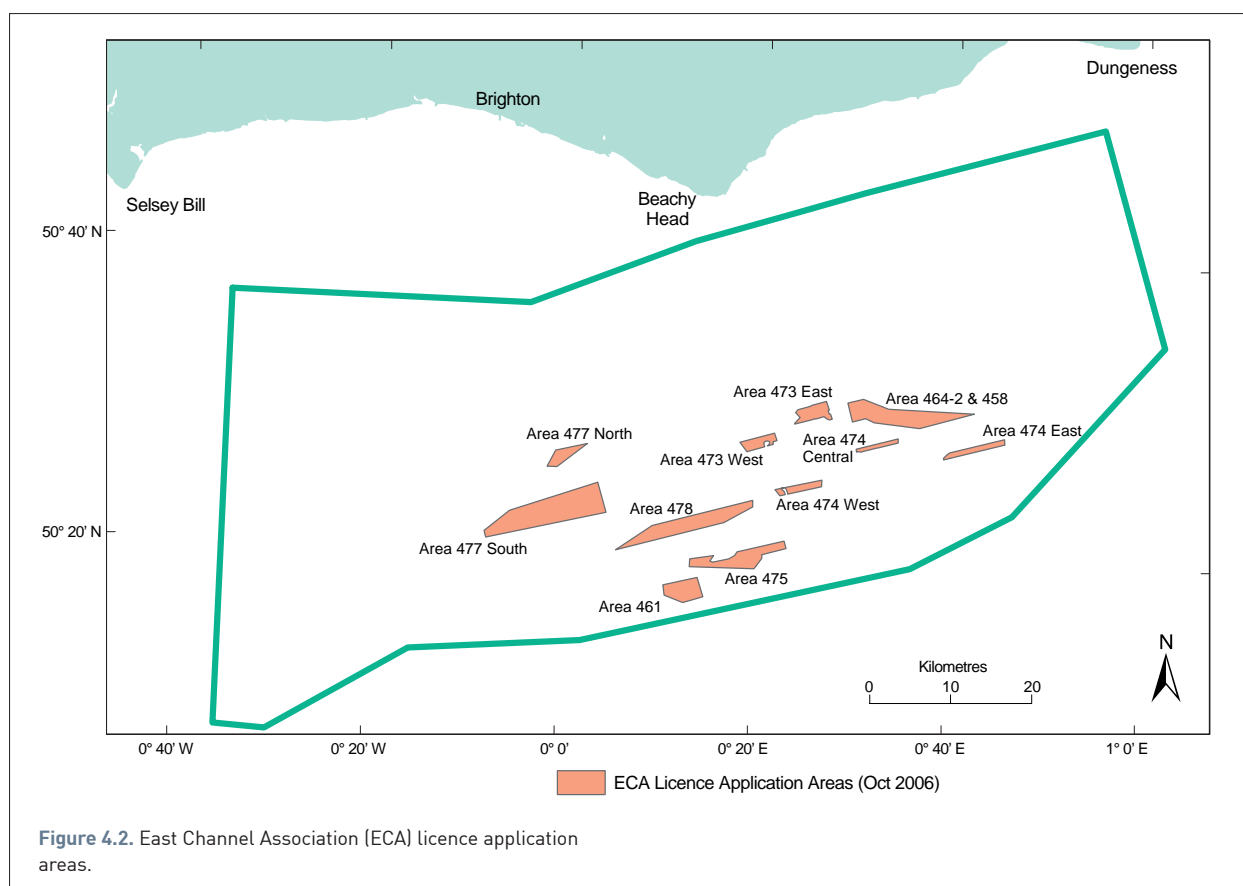 Dungeness
Brighton
Selsey Bill
Beachy
Head
50° 40’ N
Area 473 East
Area 464-2 & 458
Area 477 North
Area 474
Central
Area 474 East
Area 473 West
Area 478
Area 474 West
50° 20’ N
Area 477 South
Area 475
Area 461
N
Kilometres
0 10 20
0° 40’ W 0° 20’ W 0° 0’ 0° 20’ E 0° 40’ E 1° 0’ E
ECA Licence Application Areas (Oct 2006)
Figure 4.2. East Channel Association (ECA) licence application
areas.